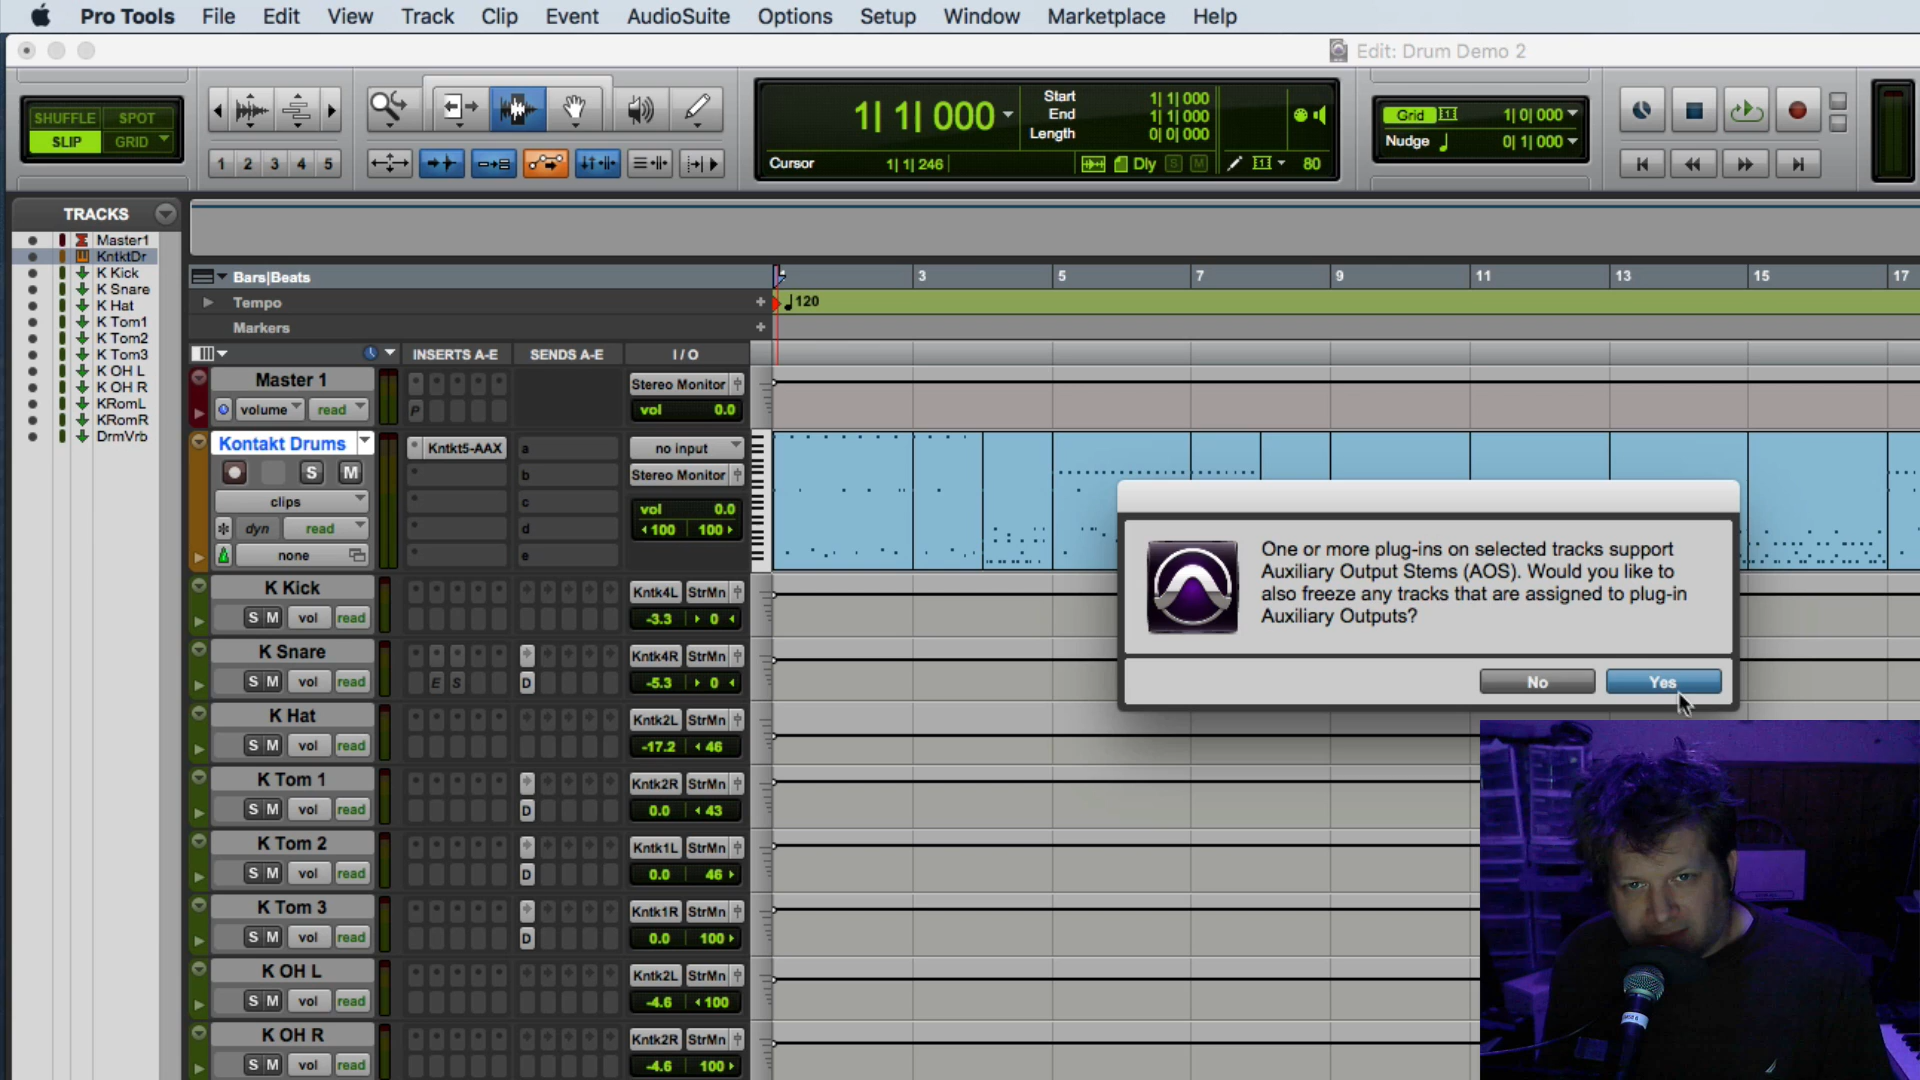 Pro Tools File Edit View Track Clip Event AudioSuite Options Setup Window Marketplace Help
Edit: Drum Demo 2
SHUFFLE SPOT
SLIP GRID
1 2 3 4 5
1| 1| 000
Start 1| 1| 000
End 1| 1| 000
Length 0| 0| 000
Cursor 1| 1| 246
Dly S M
80
Grid 1| 0| 000
Nudge 0| 1| 000
TRACKS
Master1
KntktDr
K Kick
K Snare
K Hat
K Tom1
K Tom2
K Tom3
K OH L
K OH R
KRomL
KRomR
DrmVrb
Bars|Beats
3 5 7 9 11 13 15 17
Tempo
120
Markers
INSERTS A-E SENDS A-E I / O
Master 1
volume read
P
Stereo Monitor
vol 0.0
Kontakt Drums
S M
clips
dyn read
none
Kntkt5-AAX
a
b
c
d
e
no input
Stereo Monitor
vol 0.0
100 100
K Kick
S M vol read
Kntk4L StrMn
-3.3 0
K Snare
S M vol read
E S
D
Kntk4R StrMn
-5.3 0
K Hat
S M vol read
Kntk2L StrMn
-17.2 46
K Tom 1
S M vol read
D
Kntk2R StrMn
0.0 43
K Tom 2
S M vol read
D
Kntk1L StrMn
0.0 46
K Tom 3
S M vol read
D
Kntk1R StrMn
0.0 100
K OH L
S M vol read
Kntk2L StrMn
-4.6 100
K OH R
S M vol read
Kntk2R StrMn
-4.6 100
One or more plug-ins on selected tracks support
Auxiliary Output Stems (AOS). Would you like to
also freeze any tracks that are assigned to plug-in
Auxiliary Outputs?
No Yes